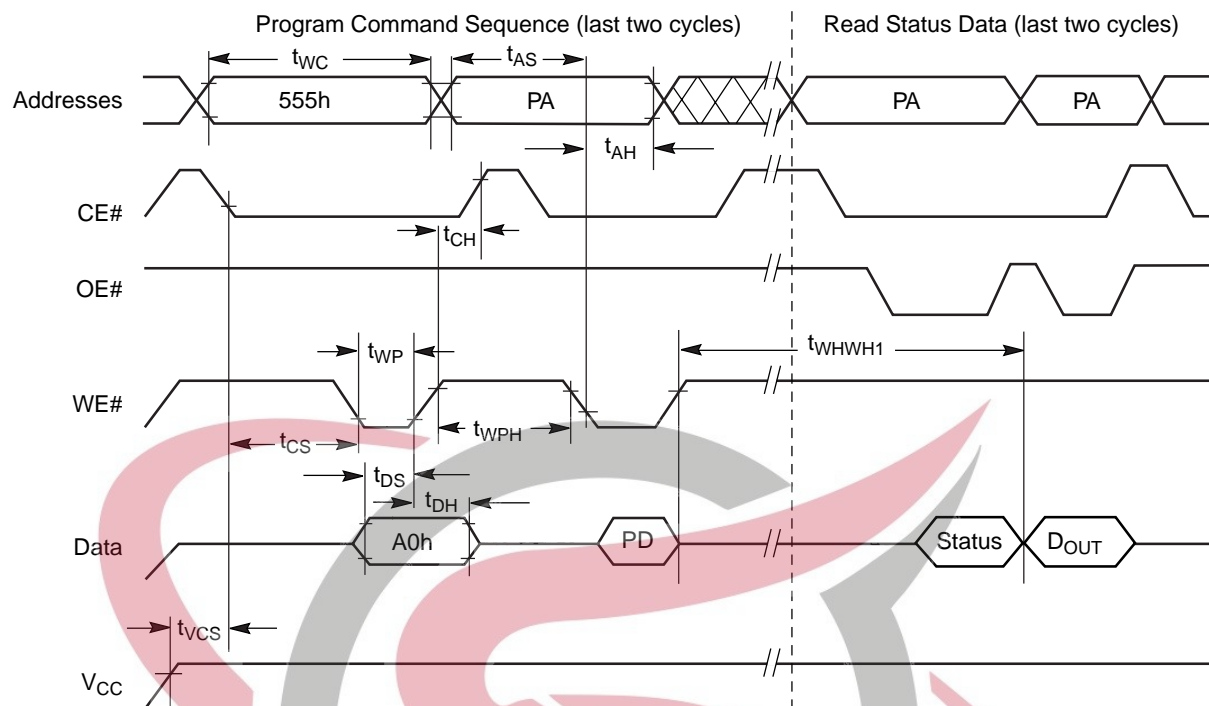 Program Command Sequence (last two cycles)
Read Status Data (last two cycles)
tWC
tAS
Addresses
555h
PA
PA
PA
tAH
CE#
tCH
OE#
tWP
tWHWH1
WE#
tCS
tWPH
tDS
tDH
Data
A0h
PD
Status
DOUT
tVCS
VCC